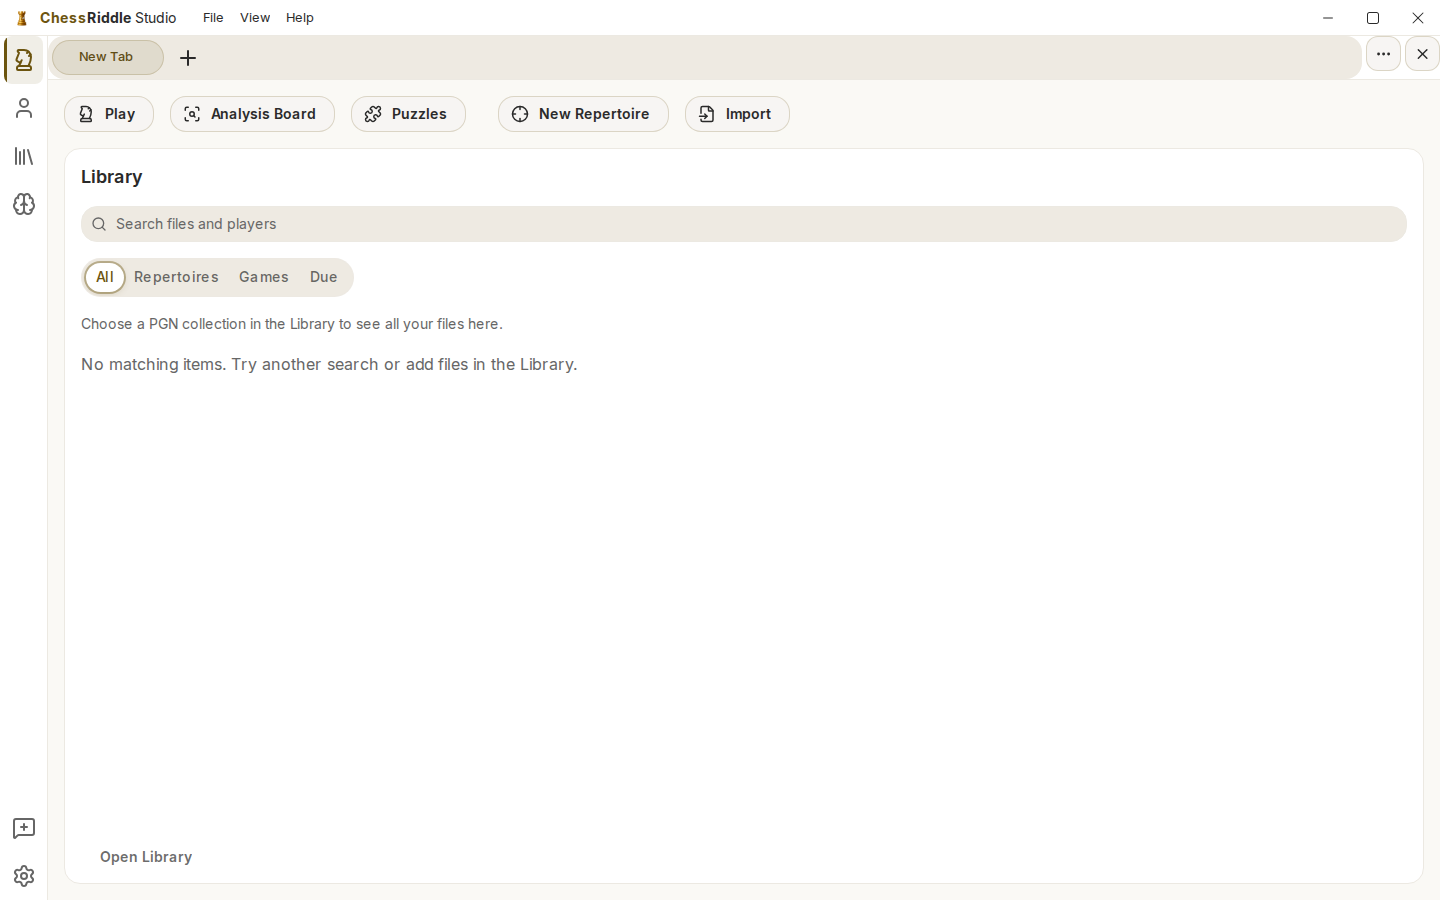 ChessRiddle Studio File View Help
New Tab
Play Analysis Board Puzzles New Repertoire Import
Library
Search files and players
All Repertoires Games Due
Choose a PGN collection in the Library to see all your files here.
No matching items. Try another search or add files in the Library.
Open Library